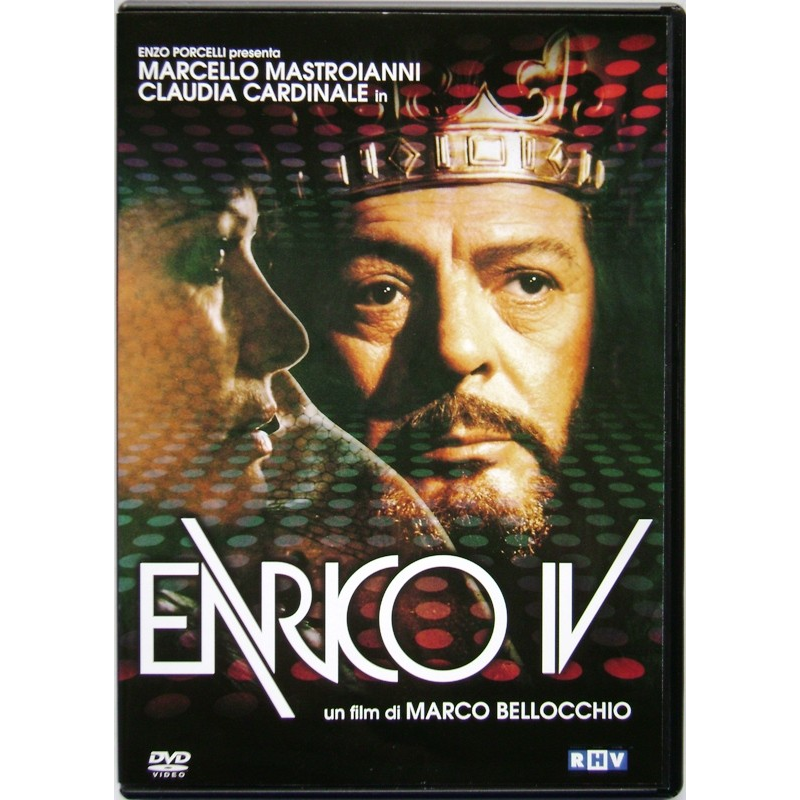 ENZO PORCELLI presenta
MARCELLO MASTROIANNI
CLAUDIA CARDINALE in
ENRICO IV
un film di MARCO BELLOCCHIO
DVD
VIDEO
RHV